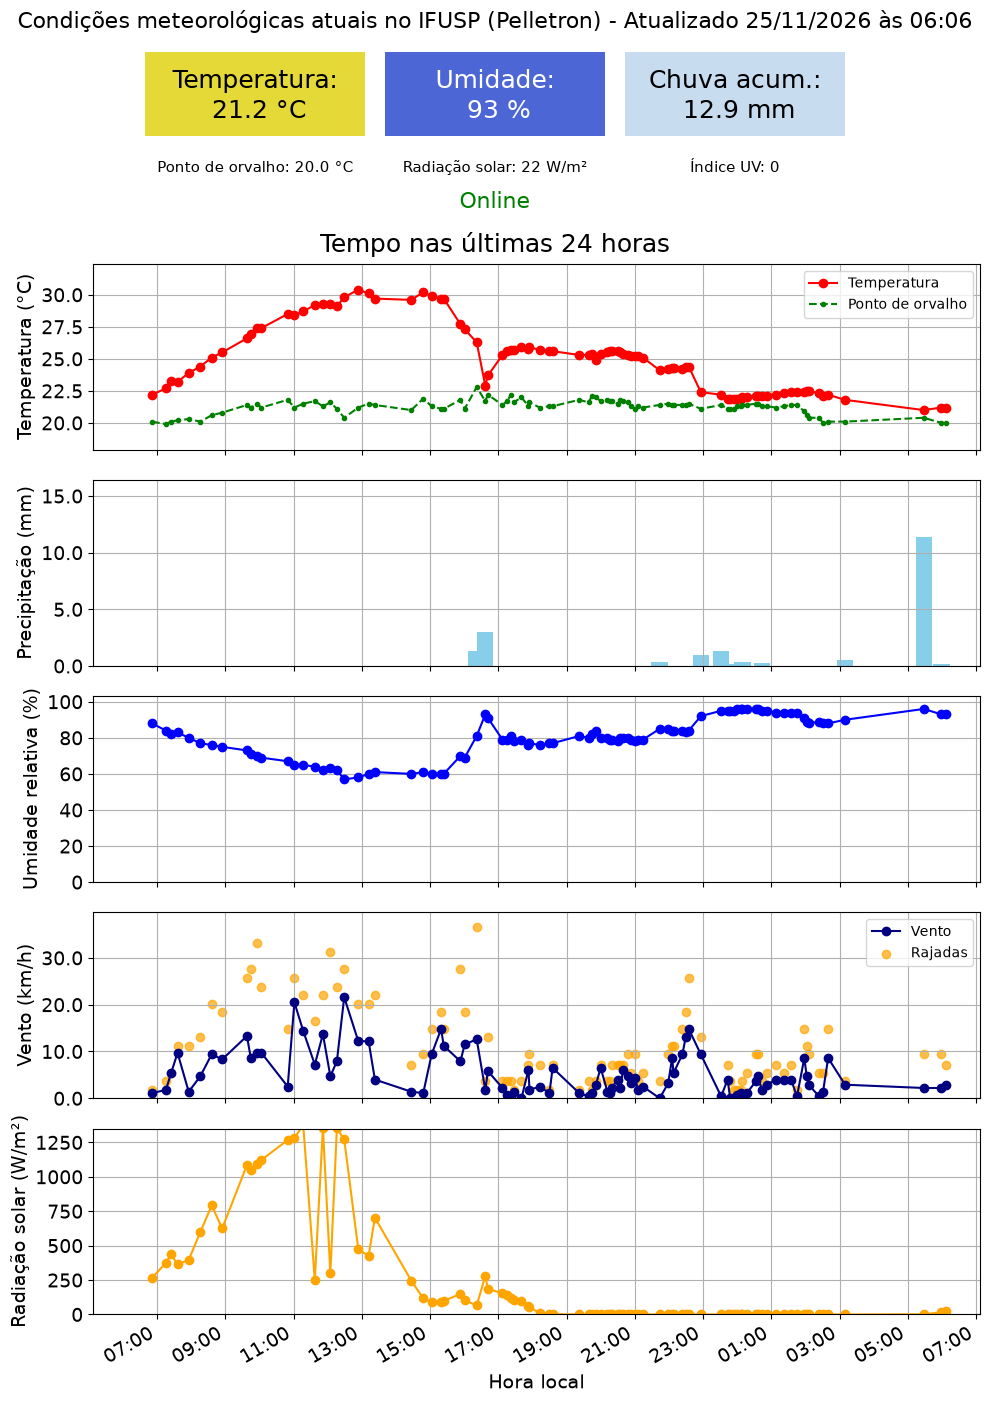 Condições meteorológicas atuais no IFUSP (Pelletron) - Atualizado 25/11/2026 às 06:06
Temperatura:
21.2 °C
Umidade:
93 %
Chuva acum.:
12.9 mm
Ponto de orvalho: 20.0 °C
Radiação solar: 22 W/m²
Índice UV: 0
Online
Tempo nas últimas 24 horas
Temperatura (°C)
30.0
27.5
25.0
22.5
20.0
Temperatura
Ponto de orvalho
Precipitação (mm)
15.0
10.0
5.0
0.0
Umidade relativa (%)
100
80
60
40
20
0
Vento (km/h)
30.0
20.0
10.0
0.0
Vento
Rajadas
Radiação solar (W/m²)
1250
1000
750
500
250
0
07:00
09:00
11:00
13:00
15:00
17:00
19:00
21:00
23:00
01:00
03:00
05:00
07:00
Hora local